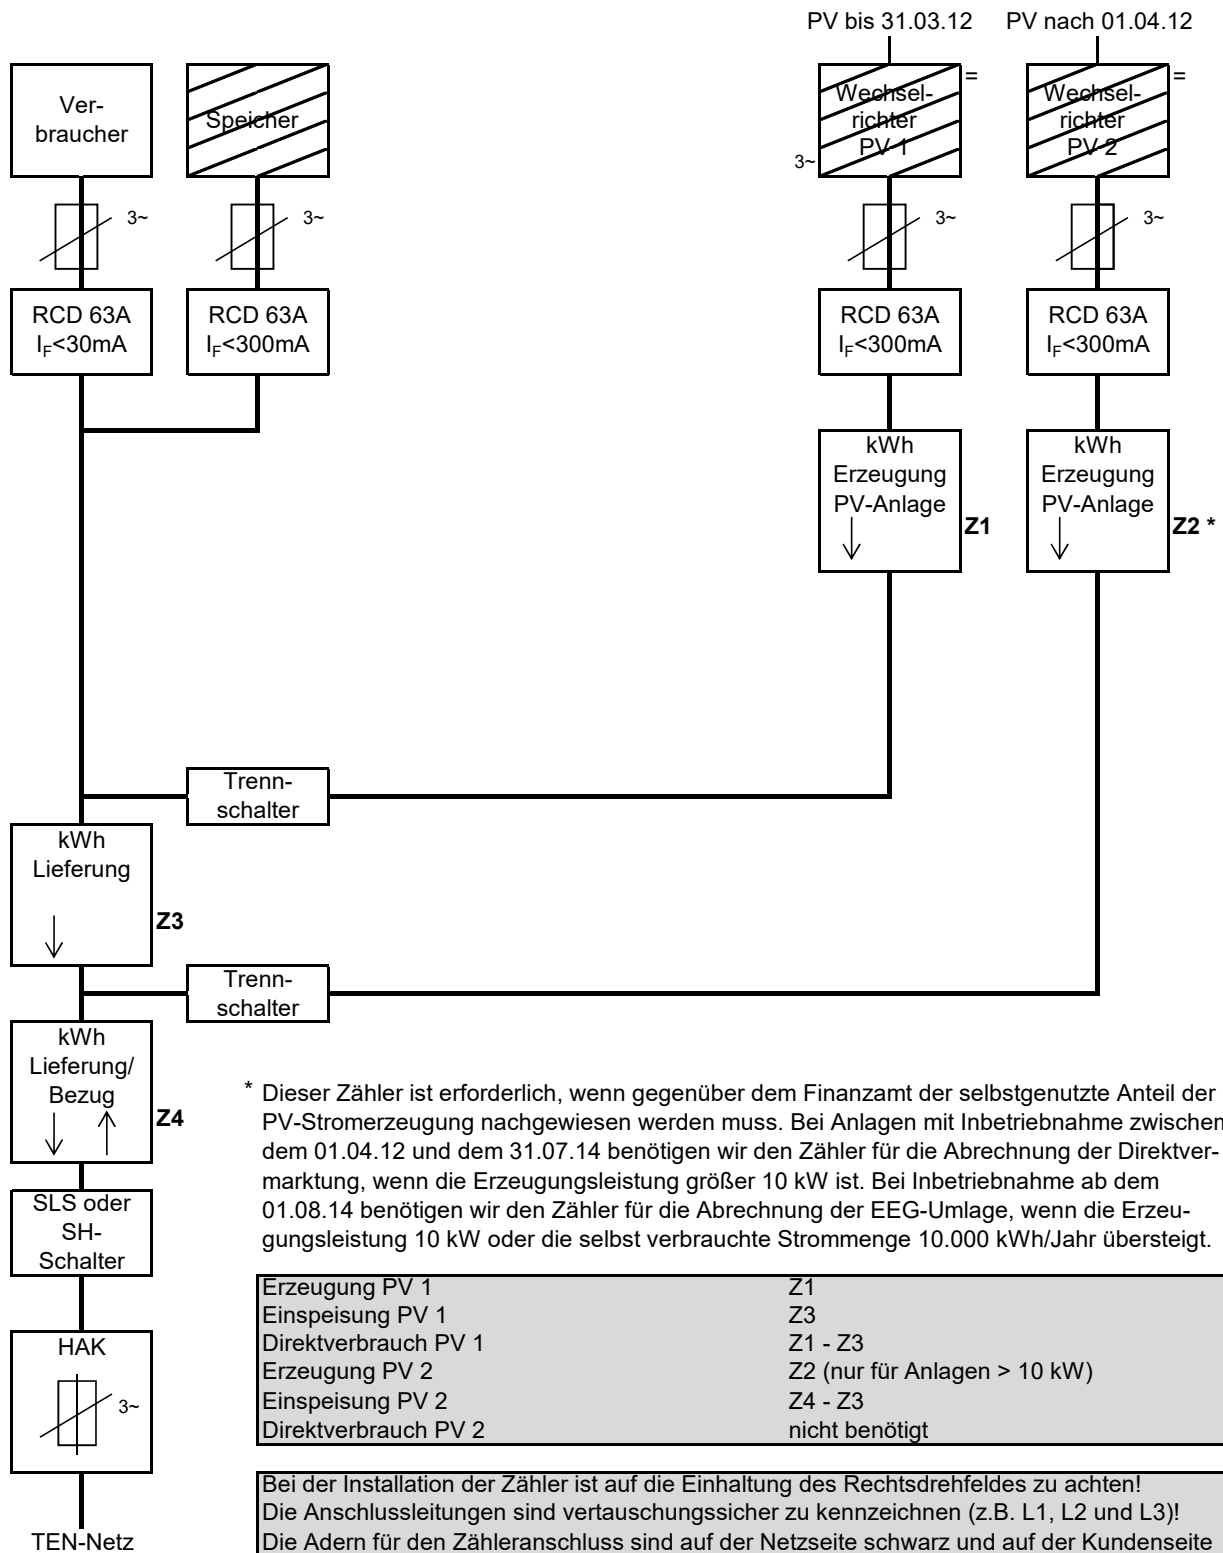 PV bis 31.03.12 PV nach 01.04.12
Ver-
braucher
Speicher
Wechsel-
richter
PV 1
=
3~
Wechsel-
richter
PV 2
=
3~
3~
3~
3~
RCD 63A
IF<30mA
RCD 63A
IF<300mA
RCD 63A
IF<300mA
RCD 63A
IF<300mA
kWh
Erzeugung
PV-Anlage
Z1
kWh
Erzeugung
PV-Anlage
Z2 *
Trenn-
schalter
kWh
Lieferung
Z3
Trenn-
schalter
kWh
Lieferung/
Bezug
Z4
SLS oder
SH-
Schalter
HAK
3~
TEN-Netz
* Dieser Zähler ist erforderlich, wenn gegenüber dem Finanzamt der selbstgenutzte Anteil der
PV-Stromerzeugung nachgewiesen werden muss. Bei Anlagen mit Inbetriebnahme zwischen
dem 01.04.12 und dem 31.07.14 benötigen wir den Zähler für die Abrechnung der Direktver-
marktung, wenn die Erzeugungsleistung größer 10 kW ist. Bei Inbetriebnahme ab dem
01.08.14 benötigen wir den Zähler für die Abrechnung der EEG-Umlage, wenn die Erzeu-
gungsleistung 10 kW oder die selbst verbrauchte Strommenge 10.000 kWh/Jahr übersteigt.
Erzeugung PV 1 Z1
Einspeisung PV 1 Z3
Direktverbrauch PV 1 Z1 - Z3
Erzeugung PV 2 Z2 (nur für Anlagen > 10 kW)
Einspeisung PV 2 Z4 - Z3
Direktverbrauch PV 2 nicht benötigt
Bei der Installation der Zähler ist auf die Einhaltung des Rechtsdrehfeldes zu achten!
Die Anschlussleitungen sind vertauschungssicher zu kennzeichnen (z.B. L1, L2 und L3)!
Die Adern für den Zähleranschluss sind auf der Netzseite schwarz und auf der Kundenseite